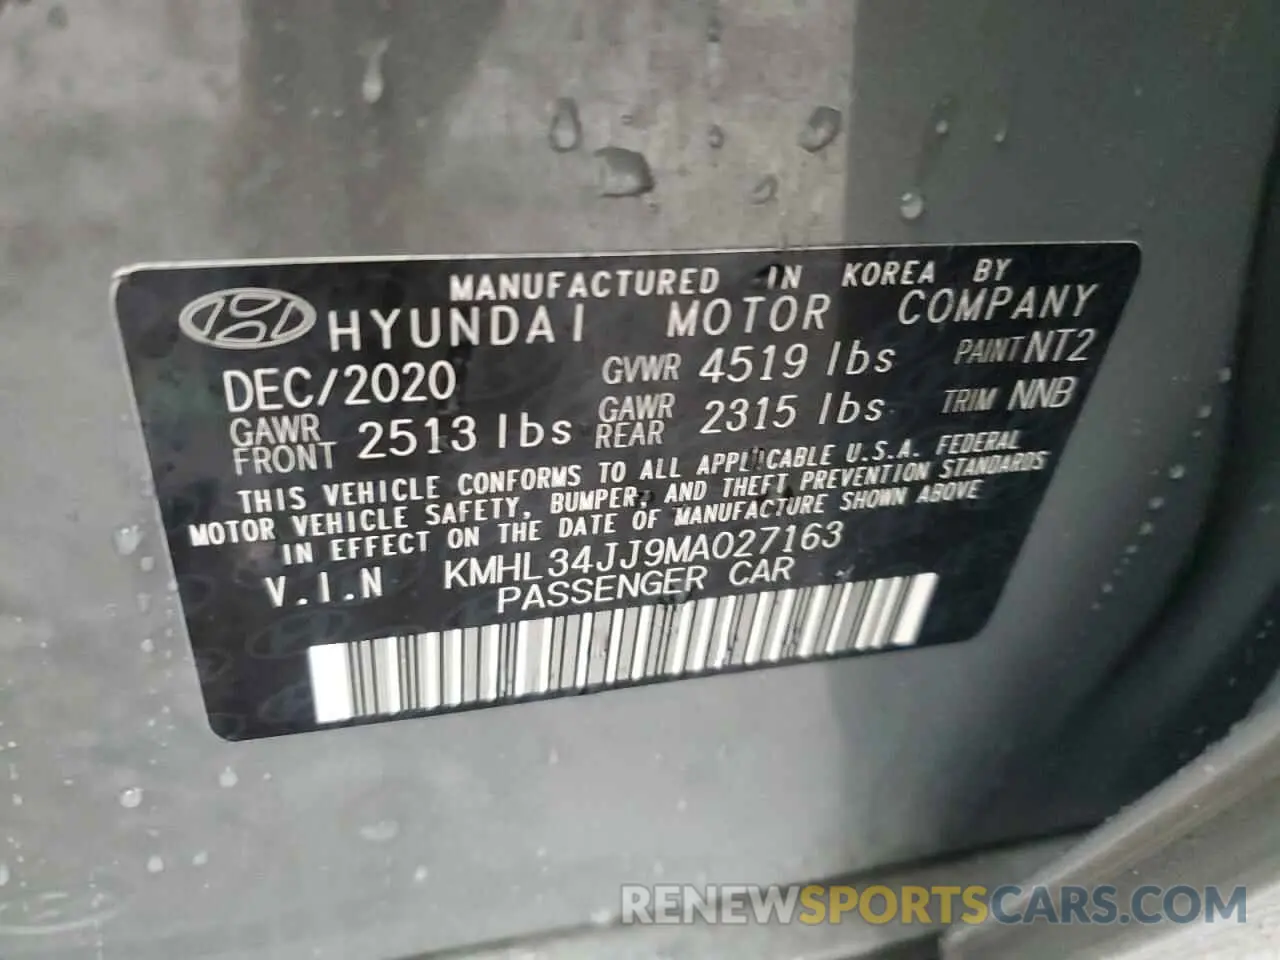 MANUFACTURED IN KOREA BY
HYUNDAI MOTOR COMPANY
DEC/2020 GVWR 4519 lbs PAINT NT2
GAWR FRONT 2513 lbs GAWR REAR 2315 lbs TRIM NNB
THIS VEHICLE CONFORMS TO ALL APPLICABLE U.S.A. FEDERAL
MOTOR VEHICLE SAFETY, BUMPER, AND THEFT PREVENTION STANDARDS
IN EFFECT ON THE DATE OF MANUFACTURE SHOWN ABOVE
V.I.N KMHL34JJ9MA027163
PASSENGER CAR
RENEWSPORTSCARS.COM